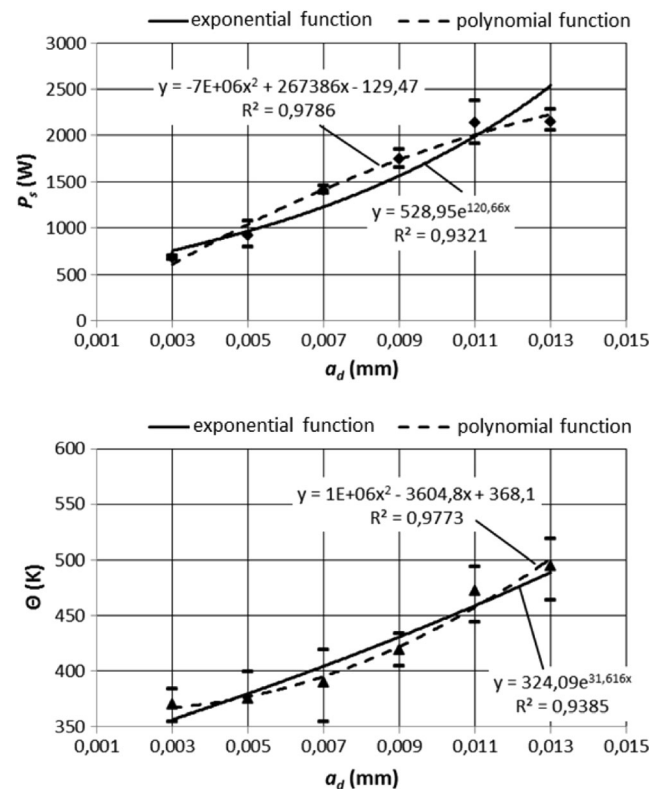 exponential function polynomial function
3000
2500
2000
1500
1000
500
0
P_s (W)
y = -7E+06x² + 267386x - 129,47
R² = 0,9786
y = 528,95e^120,66x
R² = 0,9321
0,001 0,003 0,005 0,007 0,009 0,011 0,013 0,015
a_d (mm)
exponential function polynomial function
600
550
500
450
400
350
Θ (K)
y = 1E+06x² - 3604,8x + 368,1
R² = 0,9773
y = 324,09e^31,616x
R² = 0,9385
0,001 0,003 0,005 0,007 0,009 0,011 0,013 0,015
a_d (mm)